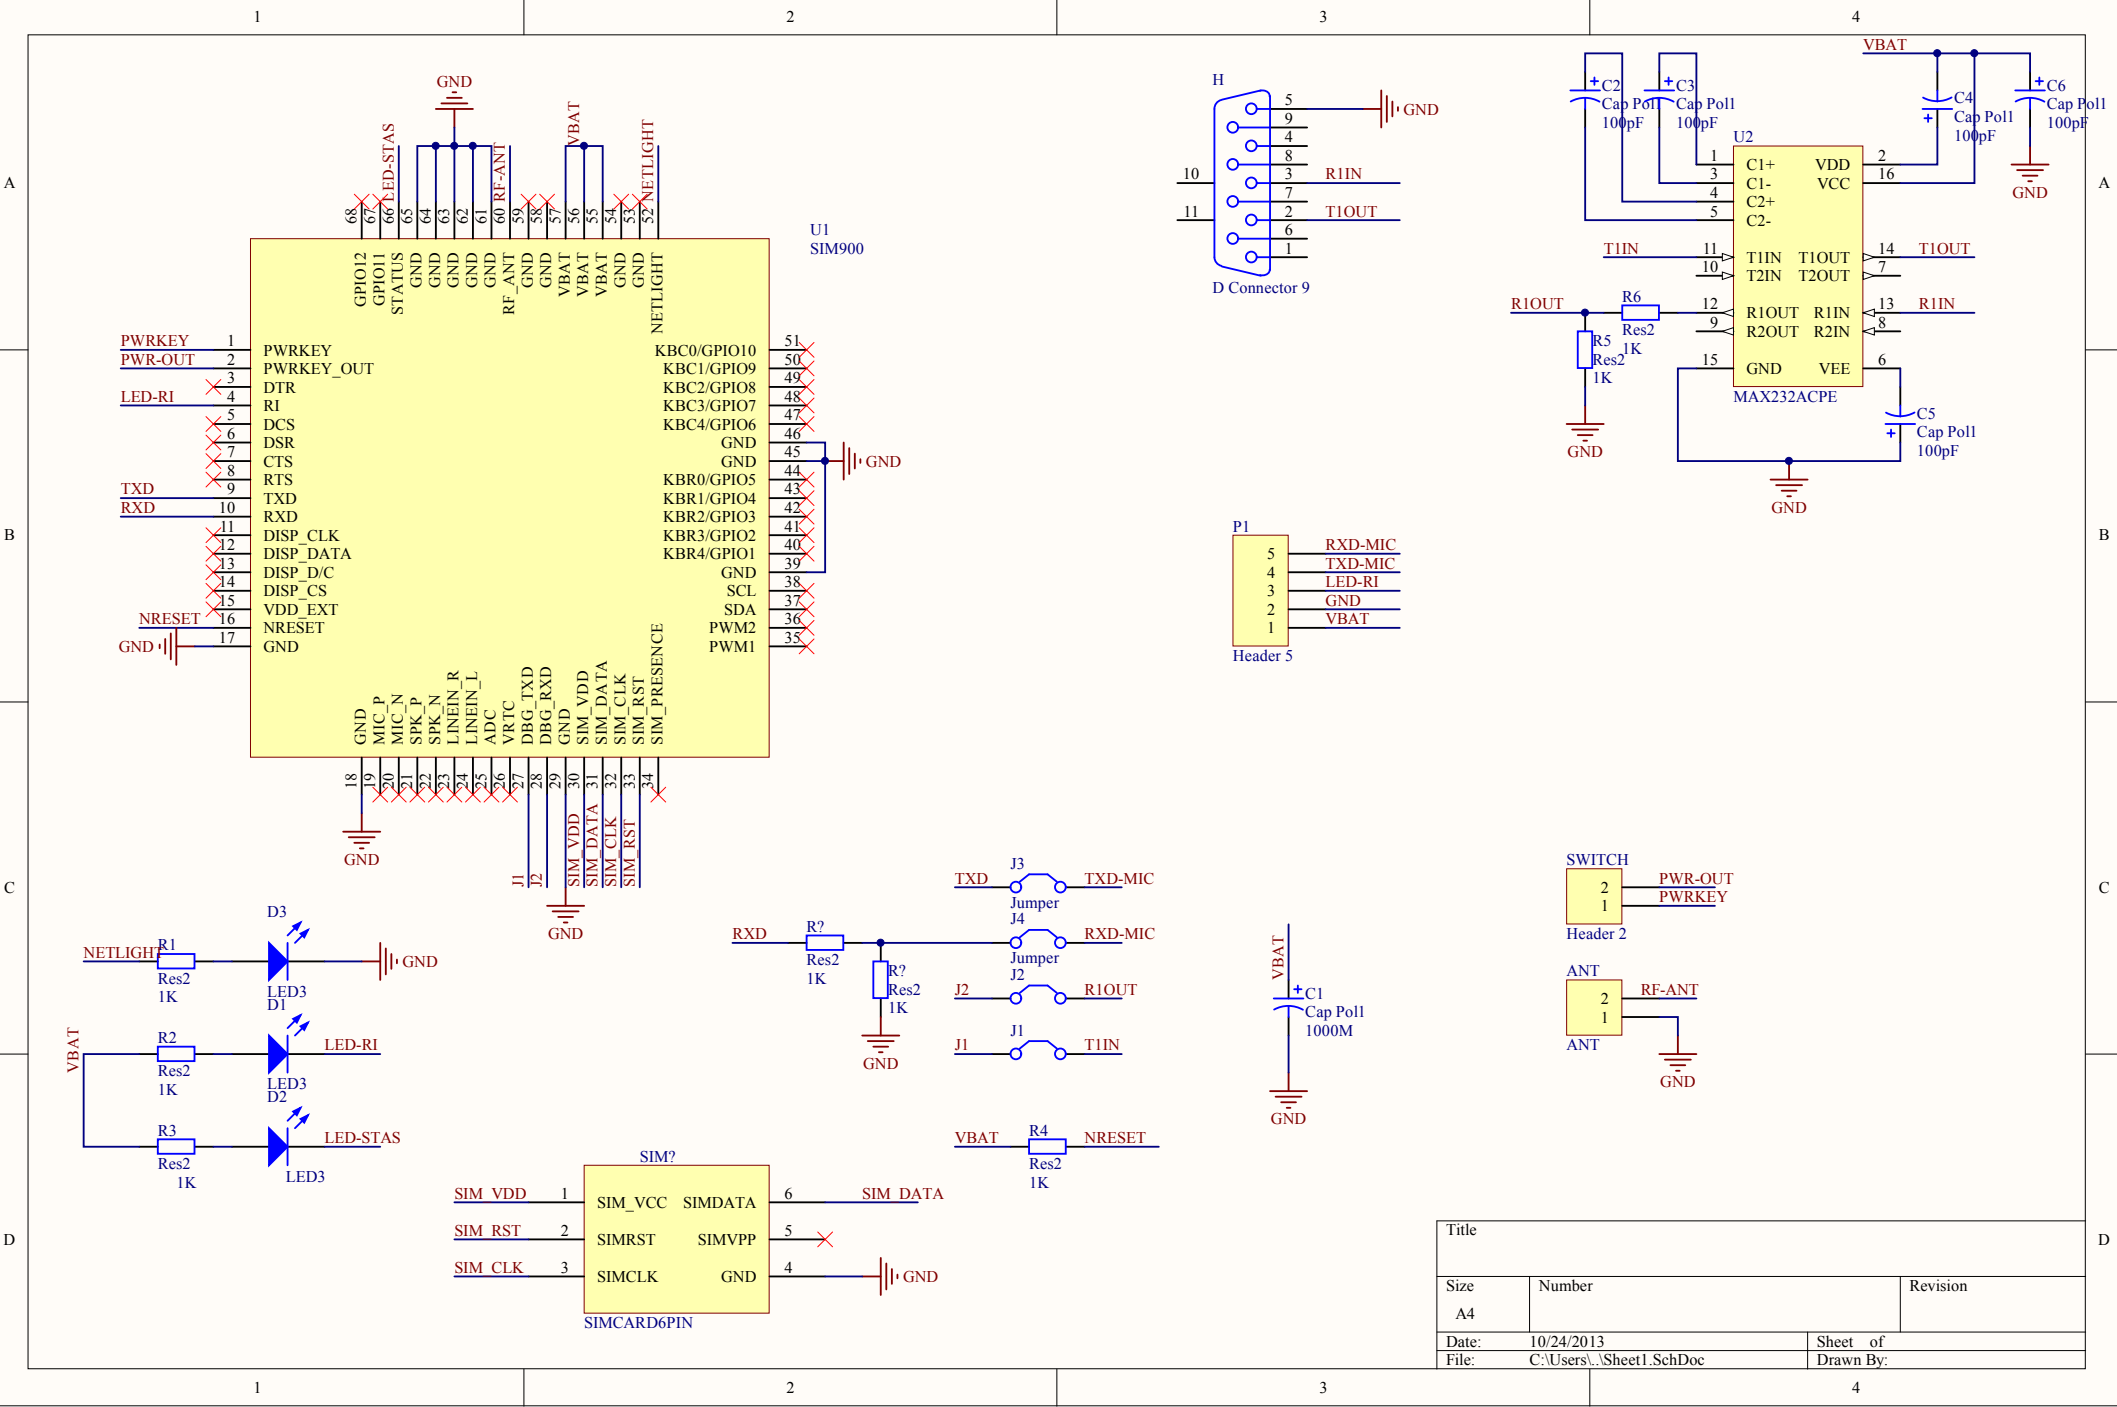 1
2
3
4
A
B
C
D
A
B
C
D
1
2
3
4
GND
LED-STAS
RF-ANT
VBAT
NETLIGHT
68
67
66
65
64
63
62
61
60
59
58
57
56
55
54
53
52
GPIO12
GPIO11
STATUS
GND
GND
GND
GND
GND
RF_ANT
GND
GND
VBAT
VBAT
VBAT
GND
GND
NETLIGHT
U1
SIM900
PWRKEY 1 PWRKEY
PWR-OUT 2 PWRKEY_OUT
3 DTR
LED-RI 4 RI
5 DCS
6 DSR
7 CTS
8 RTS
TXD 9 TXD
RXD 10 RXD
11 DISP_CLK
12 DISP_DATA
13 DISP_D/C
14 DISP_CS
15 VDD_EXT
NRESET 16 NRESET
GND 17 GND
KBC0/GPIO10 51
KBC1/GPIO9 50
KBC2/GPIO8 49
KBC3/GPIO7 48
KBC4/GPIO6 47
GND 46
GND 45 GND
KBR0/GPIO5 44
KBR1/GPIO4 43
KBR2/GPIO3 42
KBR3/GPIO2 41
KBR4/GPIO1 40
GND 39
SCL 38
SDA 37
PWM2 36
PWM1 35
GND
MIC_P
MIC_N
SPK_P
SPK_N
LINEIN_R
LINEIN_L
ADC
VRTC
DBG_TXD
DBG_RXD
GND
SIM_VDD
SIM_DATA
SIM_CLK
SIM_RST
SIM_PRESENCE
18
19
20
21
22
23
24
25
26
27
28
29
30
31
32
33
34
GND
J1
J2
SIM_VDD
SIM_DATA
SIM_CLK
SIM_RST
GND
H
5 GND
9
4
8
10 3 R1IN
7
11 2 T1OUT
6
1
D Connector 9
VBAT
C2
Cap Pol1
100pF
C3
Cap Pol1
100pF
C4
Cap Pol1
100pF
C6
Cap Pol1
100pF
GND
U2
1 C1+ VDD 2
3 C1- VCC 16
4 C2+
5 C2-
T1IN 11 T1IN T1OUT 14 T1OUT
10 T2IN T2OUT 7
R1OUT R6 12 R1OUT R1IN 13 R1IN
Res2
1K
9 R2OUT R2IN 8
15 GND VEE 6
MAX232ACPE
R5
Res2
1K
GND
C5
Cap Pol1
100pF
GND
P1
5 RXD-MIC
4 TXD-MIC
3 LED-RI
2 GND
1 VBAT
Header 5
D3
NETLIGHT R1 GND
Res2
1K
LED3
D1
VBAT
R2 LED-RI
Res2
1K
LED3
D2
R3 LED-STAS
Res2
1K
LED3
J3
TXD TXD-MIC
Jumper
J4
RXD R? RXD-MIC
Res2
1K
Jumper
R?
Res2
1K
GND
J2
J2 R1OUT
J1
J1 T1IN
VBAT R4 NRESET
Res2
1K
VBAT
C1
Cap Pol1
1000M
GND
SWITCH
2 PWR-OUT
1 PWRKEY
Header 2
ANT
2 RF-ANT
1
ANT
GND
SIM?
SIM_VDD 1 SIM_VCC SIMDATA 6 SIM_DATA
SIM_RST 2 SIMRST SIMVPP 5
SIM_CLK 3 SIMCLK GND 4 GND
SIMCARD6PIN
Title
Size Number Revision
A4
Date: 10/24/2013 Sheet of
File: C:\Users\..\Sheet1.SchDoc Drawn By: